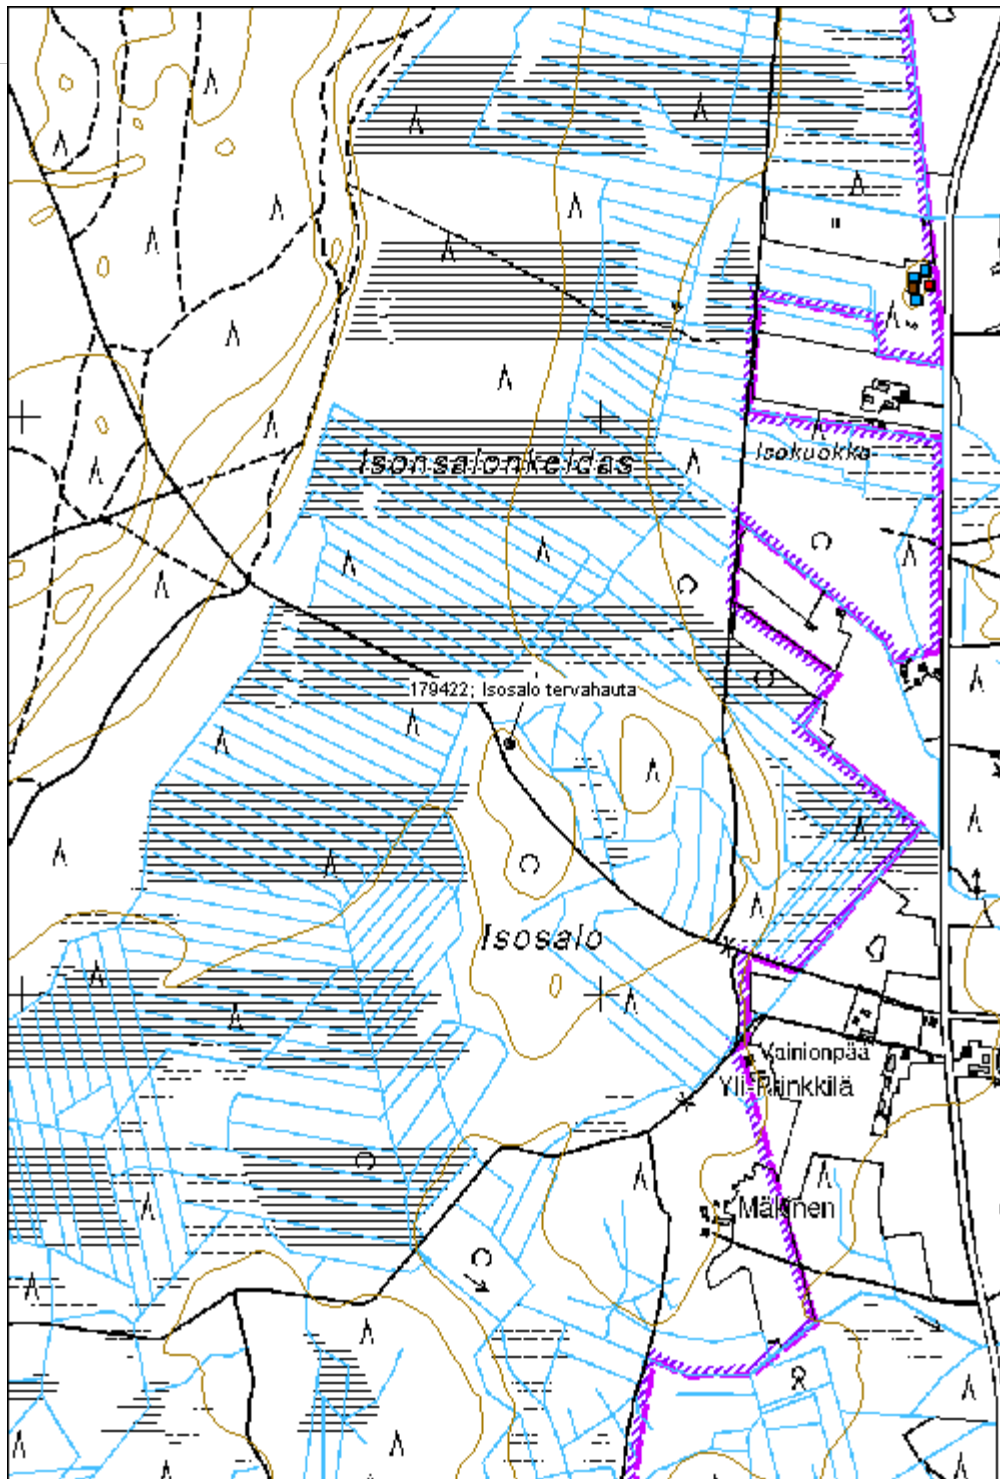 Isonsalonkeidas
Isokuokka
179422; Isosalo tervahauta
Isosalo
Vainionpää
Yli-Riinkkilä
Mäkinen